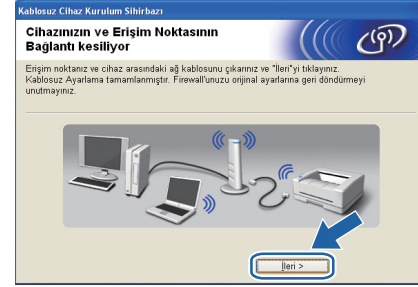 Kablosuz Cihaz Kurulum Sihirbazı
Cihazınızın ve Erişim Noktasının
Bağlantı kesiliyor
Erişim noktanız ve cihaz arasındaki ağ kablosunu çıkarınız ve "İleri"yi tıklayınız.
Kablosuz Ayarlama tamamlanmıştır. Firewall'unuzu orijinal ayarlarına geri döndürmeyi
unutmayınız.
İleri >